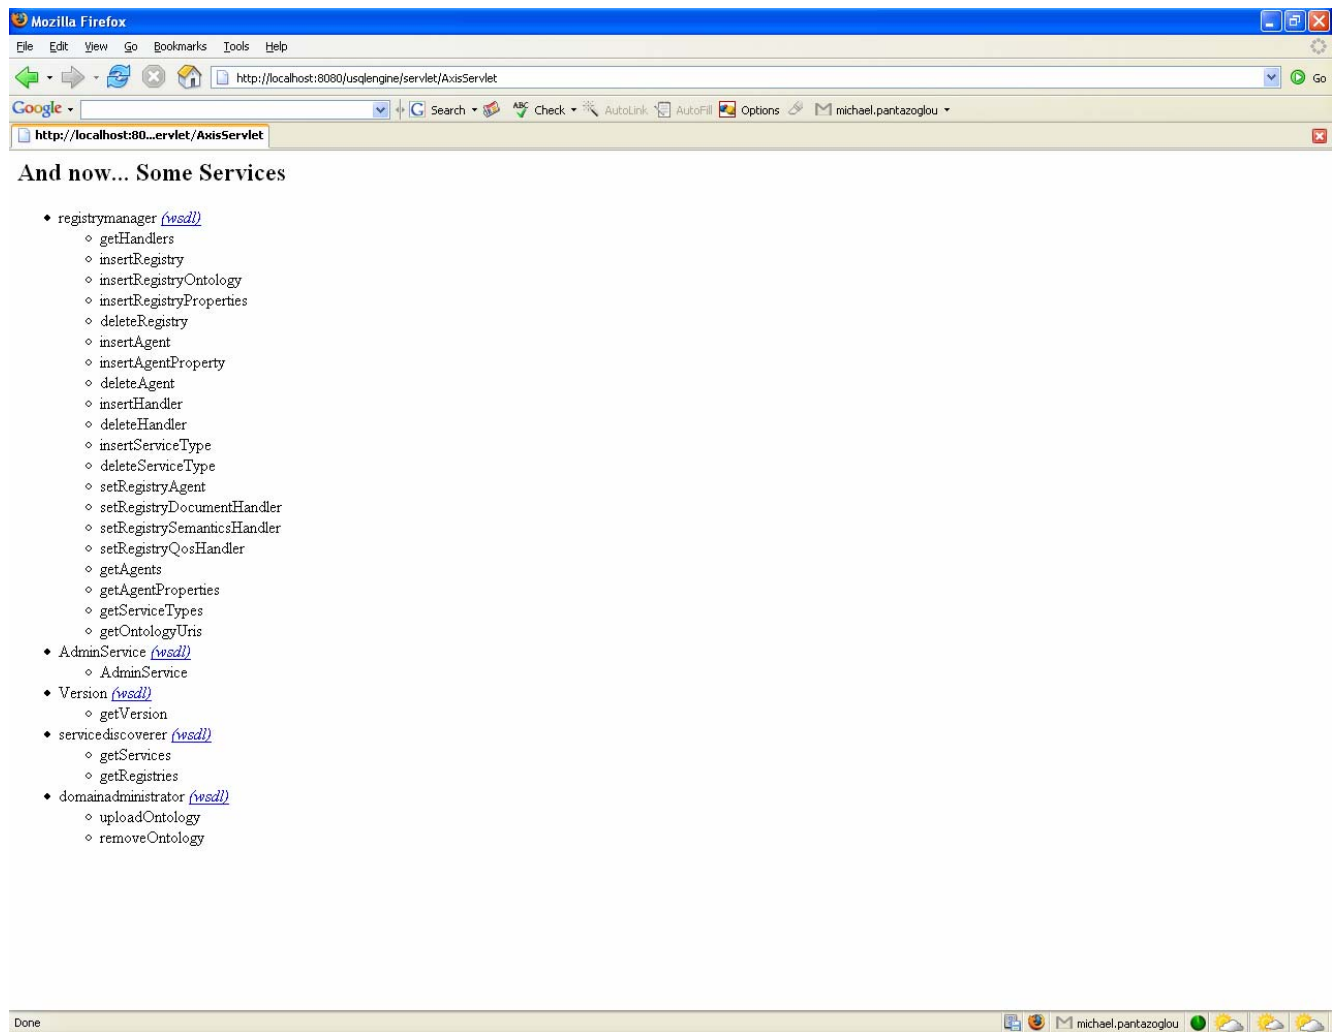 Mozilla Firefox
File Edit View Go Bookmarks Tools Help
http://localhost:8080/usqlengine/servlet/AxisServlet Go
Google Search ABC Check AutoLink AutoFill Options michael.pantazoglou
http://localhost:80...ervlet/AxisServlet
And now... Some Services
registrymanager (wsdl)
getHandlers
insertRegistry
insertRegistryOntology
insertRegistryProperties
deleteRegistry
insertAgent
insertAgentProperty
deleteAgent
insertHandler
deleteHandler
insertServiceType
deleteServiceType
setRegistryAgent
setRegistryDocumentHandler
setRegistrySemanticsHandler
setRegistryQosHandler
getAgents
getAgentProperties
getServiceTypes
getOntologyUris
AdminService (wsdl)
AdminService
Version (wsdl)
getVersion
servicediscoverer (wsdl)
getServices
getRegistries
domainadministrator (wsdl)
uploadOntology
removeOntology
Done michael.pantazoglou